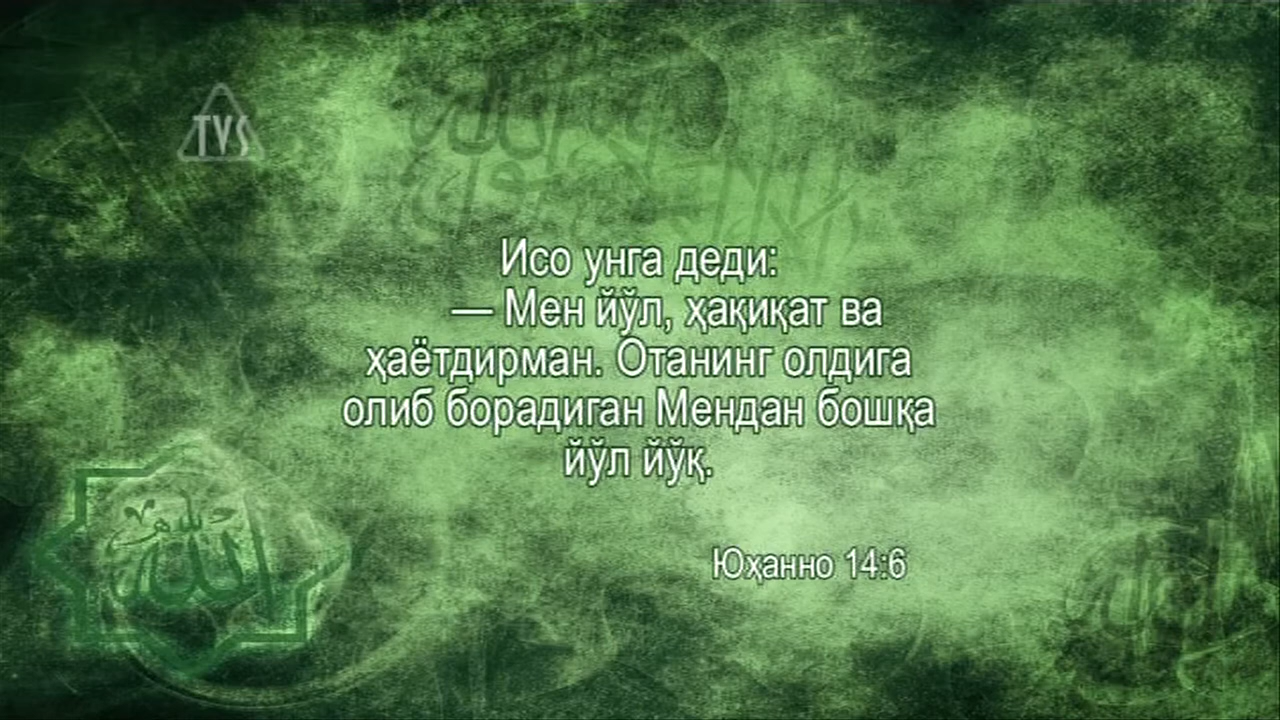 TVS
Исо унга деди:
— Мен йўл, ҳақиқат ва
ҳаётдирман. Отанинг олдига
олиб борадиган Мендан бошқа
йўл йўқ.
Юҳанно 14:6
الله